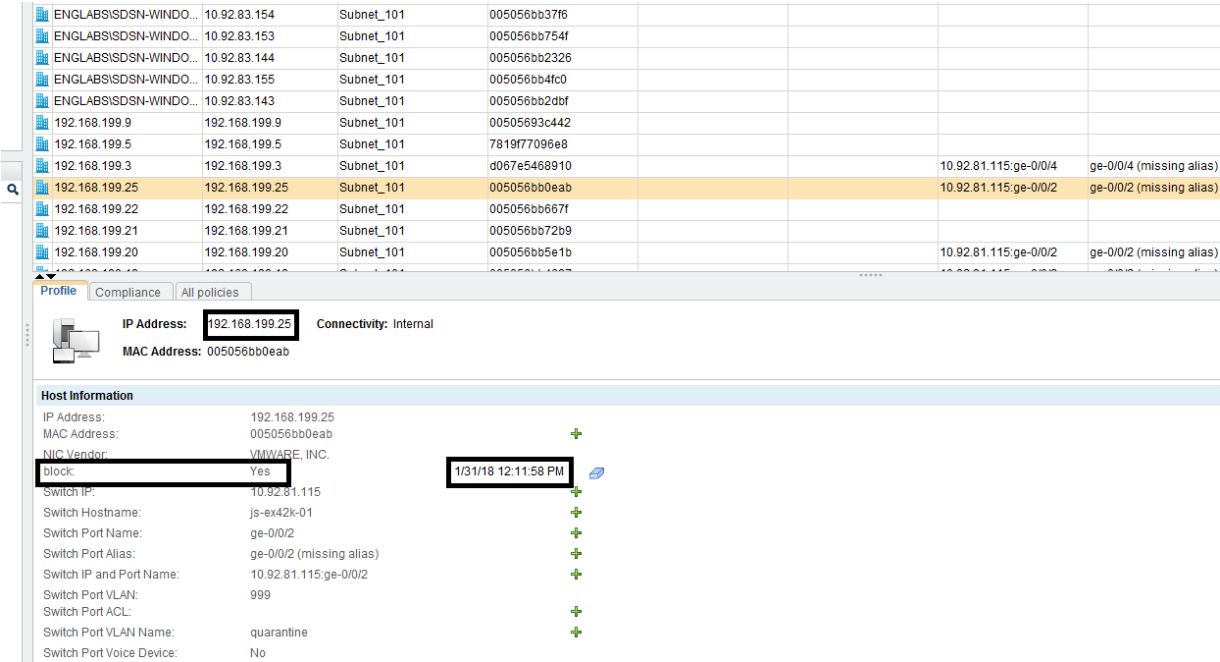 ENGLABS\SDSN-WINDO... 10.92.83.154 Subnet_101 005056bb37f6
ENGLABS\SDSN-WINDO... 10.92.83.153 Subnet_101 005056bb754f
ENGLABS\SDSN-WINDO... 10.92.83.144 Subnet_101 005056bb2326
ENGLABS\SDSN-WINDO... 10.92.83.155 Subnet_101 005056bb4fc0
ENGLABS\SDSN-WINDO... 10.92.83.143 Subnet_101 005056bb2dbf
192.168.199.9 192.168.199.9 Subnet_101 00505693c442
192.168.199.5 192.168.199.5 Subnet_101 7819f77096e8
192.168.199.3 192.168.199.3 Subnet_101 d067e5468910 10.92.81.115:ge-0/0/4 ge-0/0/4 (missing alias)
192.168.199.25 192.168.199.25 Subnet_101 005056bb0eab 10.92.81.115:ge-0/0/2 ge-0/0/2 (missing alias)
192.168.199.22 192.168.199.22 Subnet_101 005056bb667f
192.168.199.21 192.168.199.21 Subnet_101 005056bb72b9
192.168.199.20 192.168.199.20 Subnet_101 005056bb5e1b 10.92.81.115:ge-0/0/2 ge-0/0/2 (missing alias)
Profile Compliance All policies
IP Address: 192.168.199.25 Connectivity: Internal
MAC Address: 005056bb0eab
Host Information
IP Address: 192.168.199.25
MAC Address: 005056bb0eab
NIC Vendor: VMWARE, INC.
block: Yes 1/31/18 12:11:58 PM
Switch IP: 10.92.81.115
Switch Hostname: js-ex42k-01
Switch Port Name: ge-0/0/2
Switch Port Alias: ge-0/0/2 (missing alias)
Switch IP and Port Name: 10.92.81.115:ge-0/0/2
Switch Port VLAN: 999
Switch Port ACL:
Switch Port VLAN Name: quarantine
Switch Port Voice Device: No